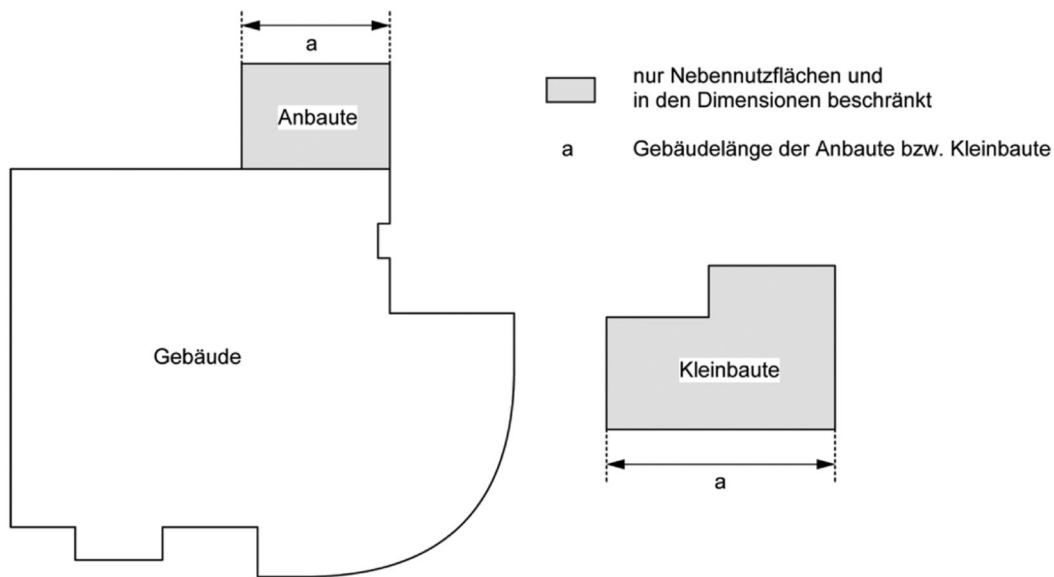 a
Anbaute
Gebäude
nur Nebennutzflächen und
in den Dimensionen beschränkt
a Gebäudelänge der Anbaute bzw. Kleinbaute
Kleinbaute
a